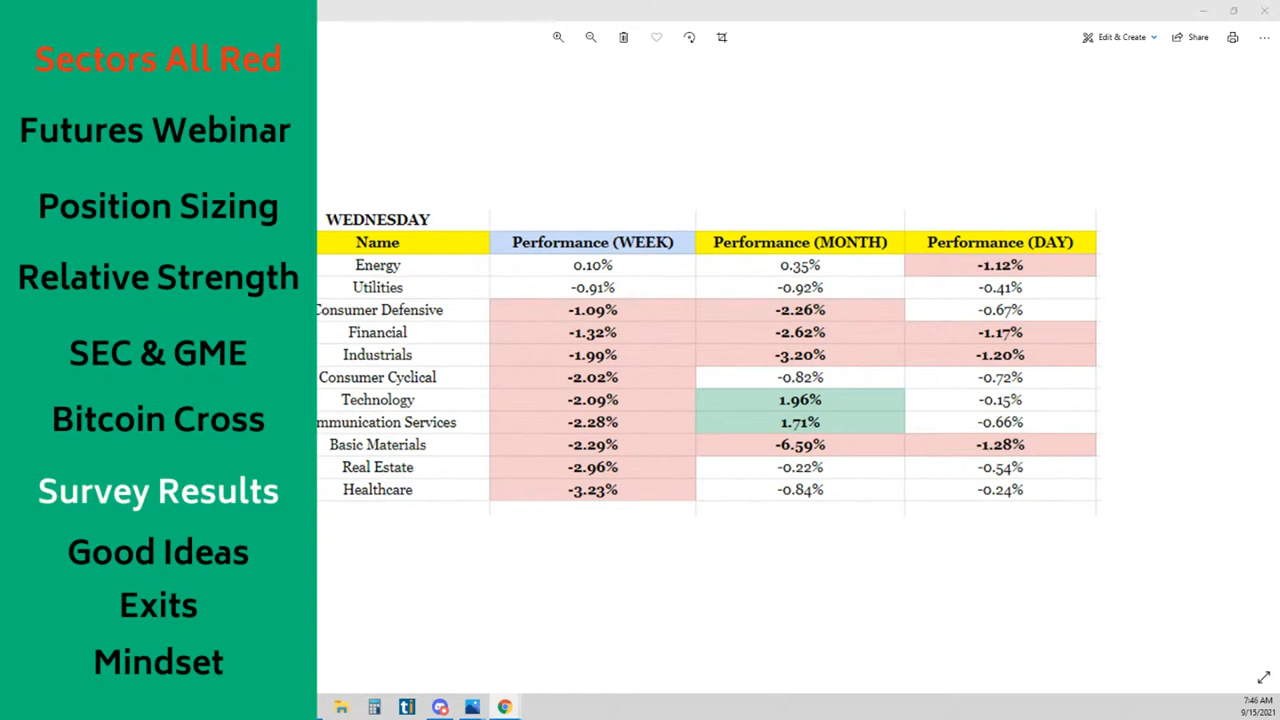 Sectors All Red
Futures Webinar
Position Sizing
Relative Strength
SEC & GME
Bitcoin Cross
Survey Results
Good Ideas
Exits
Mindset
Edit & Create
Share
WEDNESDAY
Name Performance (WEEK) Performance (MONTH) Performance (DAY)
Energy 0.10% 0.35% -1.12%
Utilities -0.91% -0.92% -0.41%
Consumer Defensive -1.09% -2.26% -0.67%
Financial -1.32% -2.62% -1.17%
Industrials -1.99% -3.20% -1.20%
Consumer Cyclical -2.02% -0.82% -0.72%
Technology -2.09% 1.96% -0.15%
mmunication Services -2.28% 1.71% -0.66%
Basic Materials -2.29% -6.59% -1.28%
Real Estate -2.96% -0.22% -0.54%
Healthcare -3.23% -0.84% -0.24%
ti
7:46 AM
9/15/2021